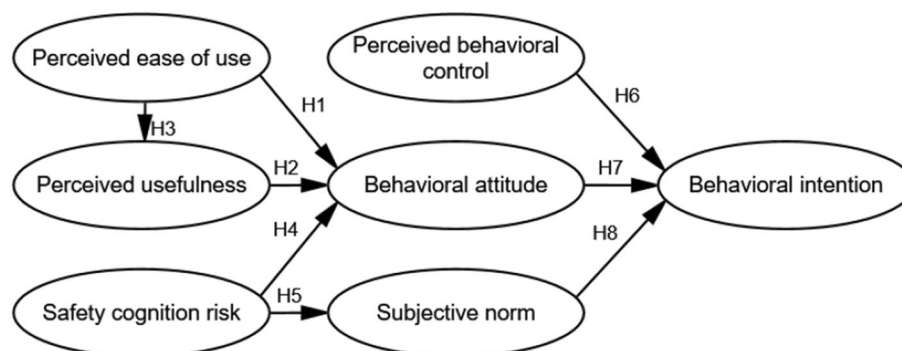 Perceived ease of use
Perceived behavioral
control
H1
H6
H3
Perceived usefulness
H2
Behavioral attitude
H7
Behavioral intention
H4
H8
Safety cognition risk
H5
Subjective norm